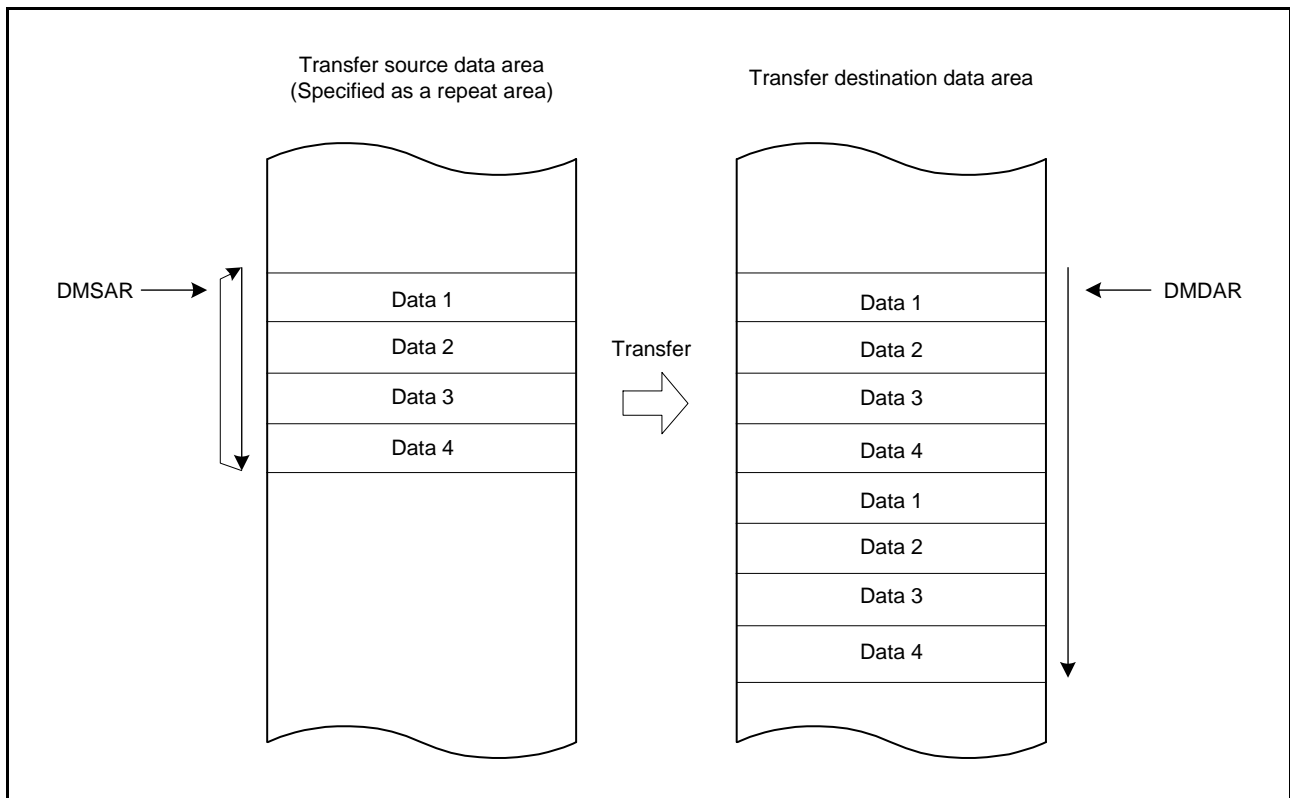 Transfer source data area
(Specified as a repeat area)
Transfer destination data area
DMSAR
Data 1
Data 2
Data 3
Data 4
Transfer
Data 1
Data 2
Data 3
Data 4
Data 1
Data 2
Data 3
Data 4
DMDAR